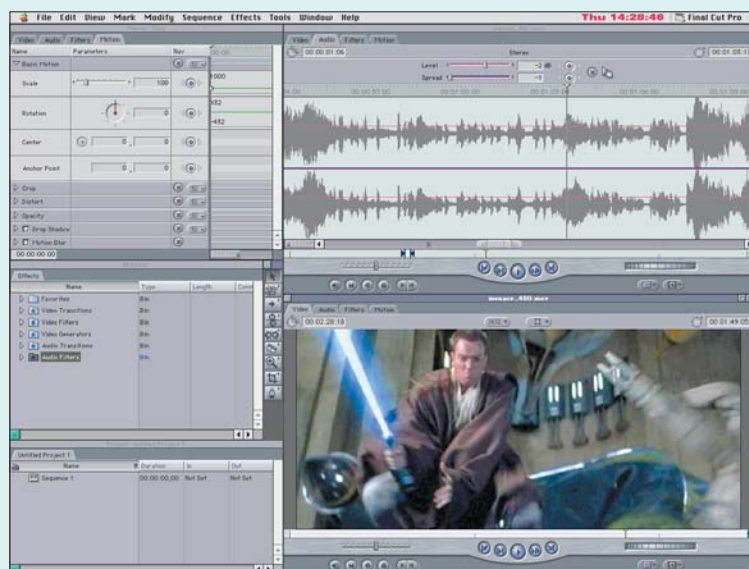 File Edit View Mark Modify Sequence Effects Tools Window Help
Thu 14:28:46 Final Cut Pro
Video Audio Filters Motion
Name Parameters Nav
Basic Motion
Scale 100
Rotation 0
Center 0, 0
Anchor Point 0, 0
Crop
Distort
Opacity
Drop Shadow
Motion Blur
00:00:00:00
Video Audio Filters Motion
00:00:01:06 Stereo
Level -2 dB
Spread -1
Effects
Name Type Length
Favorites Bin
Video Transitions Bin
Video Filters Bin
Video Generators Bin
Audio Transitions Bin
Audio Filters Bin
Untitled Project 1
Name Duration In Out
Sequence 1 00:00:00;00 Not Set Not Set
menace_480.mov
Video Audio Filters Motion
00:02:28:18 00:01:49:05